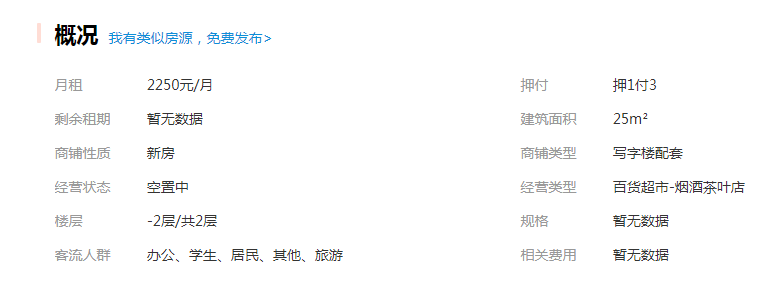 概况 我有类似房源，免费发布>
月租 2250元/月 押付 押1付3
剩余租期 暂无数据 建筑面积 25m²
商铺性质 新房 商铺类型 写字楼配套
经营状态 空置中 经营类型 百货超市-烟酒茶叶店
楼层 -2层/共2层 规格 暂无数据
客流人群 办公、学生、居民、其他、旅游 相关费用 暂无数据